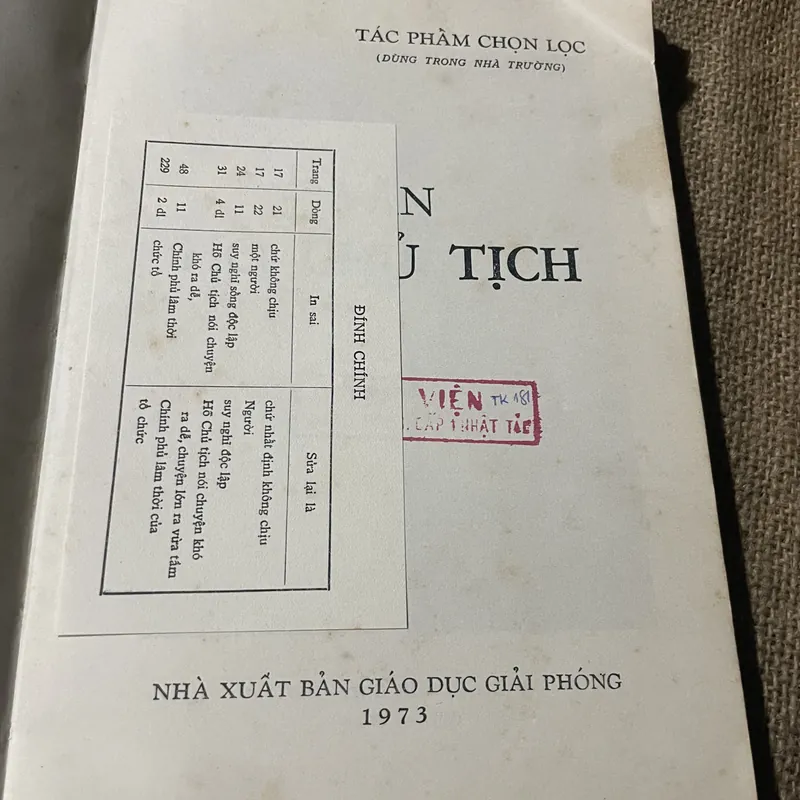 TÁC PHẨM CHỌN LỌC
(DÙNG TRONG NHÀ TRƯỜNG)
TỊCH
VIỆN TK 181
CẤP 1 NHẬT
ĐÍNH CHÍNH
Trang Dòng In sai Sửa lại là
17 21 chứ không chịu chứ nhất định không chịu
17 22 một người Người
24 11 suy nghĩ sống độc lập suy nghĩ độc lập
31 4 dl Hồ Chủ tịch nói chuyện Hồ Chủ tịch nói chuyện khó
khó ra dễ, ra dễ, chuyện lớn ra vừa tầm
48 11 Chính phủ lâm thời Chính phủ lâm thời của
229 2 dl chức tổ tổ chức
NHÀ XUẤT BẢN GIÁO DỤC GIẢI PHÓNG
1973